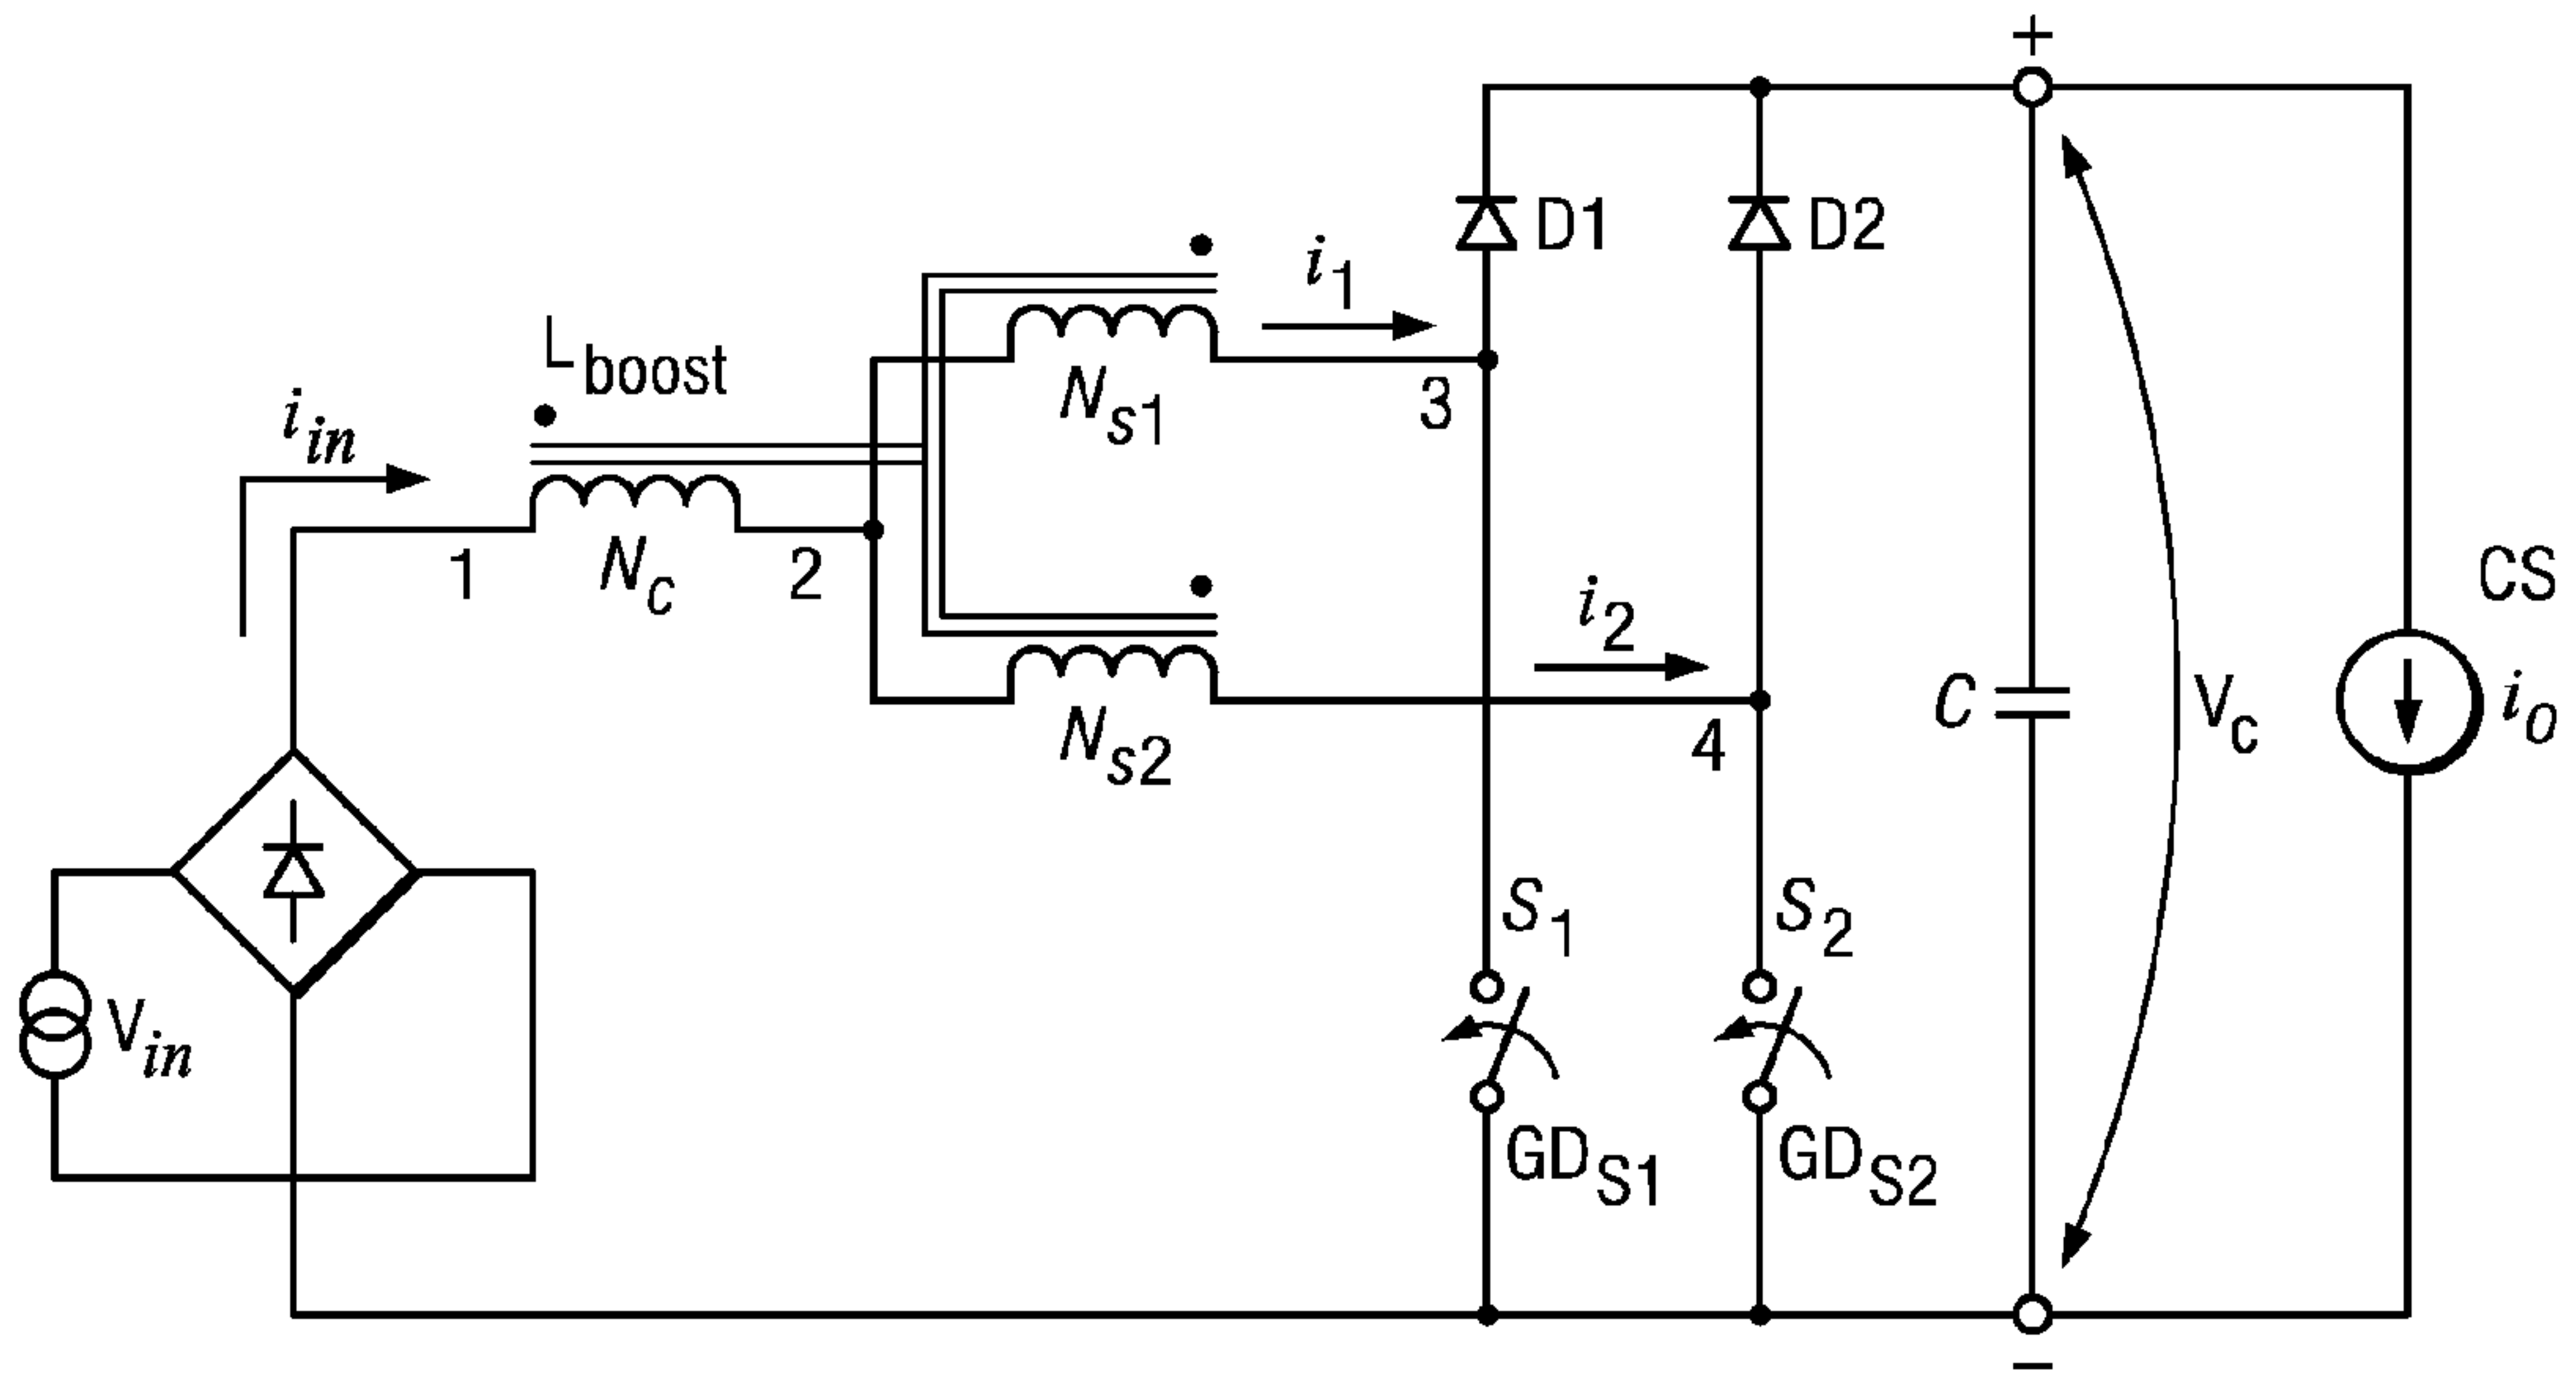 +
D1
D2
i1
Lboost
iin
Ns1
3
1
Nc
2
i2
CS
Ns2
4
C
Vc
io
S1
S2
Vin
GDS1
GDS2
−